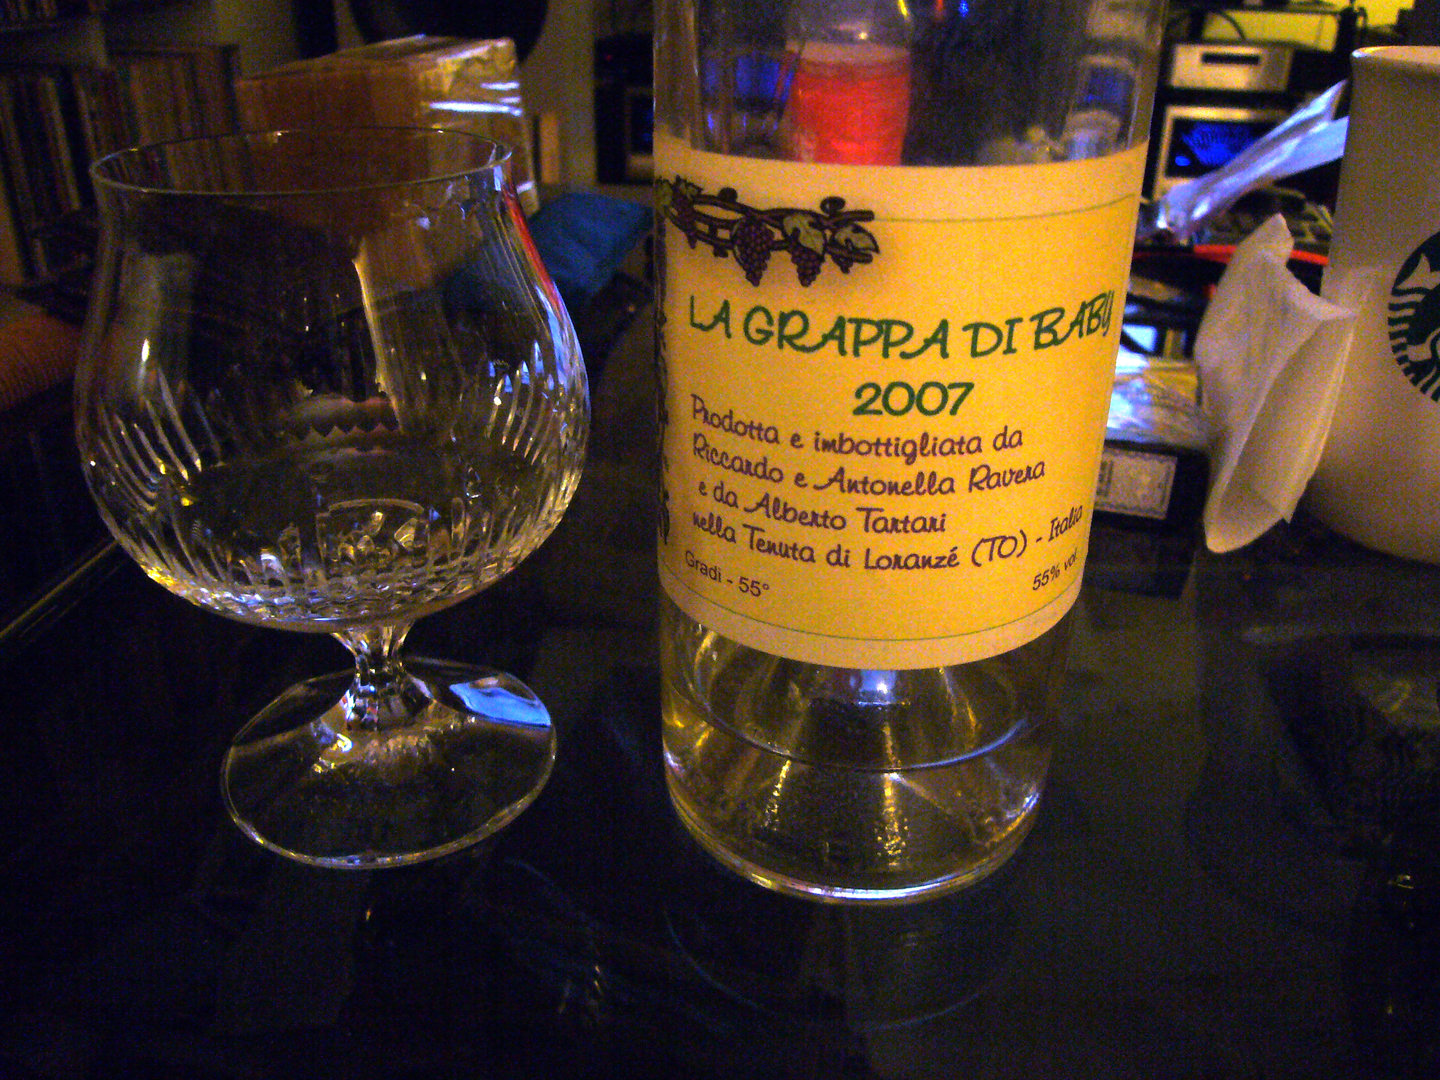 LA GRAPPA DI BABY
2007
Prodotta e imbottigliata da
Riccardo e Antonella Ravera
e da Alberto Tartari
nella Tenuta di Loranzé (TO) - Italia
Gradi - 55°
55% vol